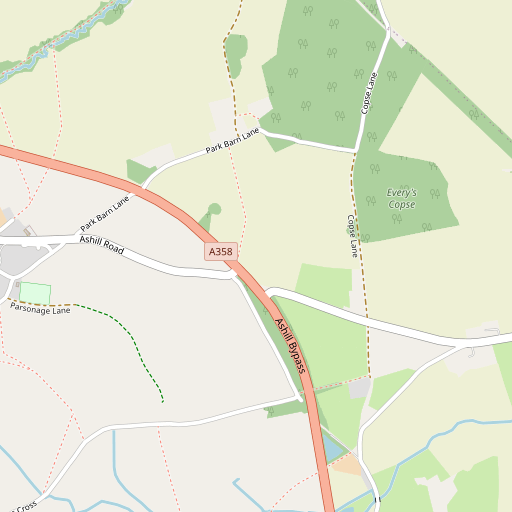 Copse Lane
Park Barn Lane
Every's
Copse
Park Barn Lane
Copse Lane
Ashill Road
A358
Parsonage Lane
Ashill Bypass
Cross